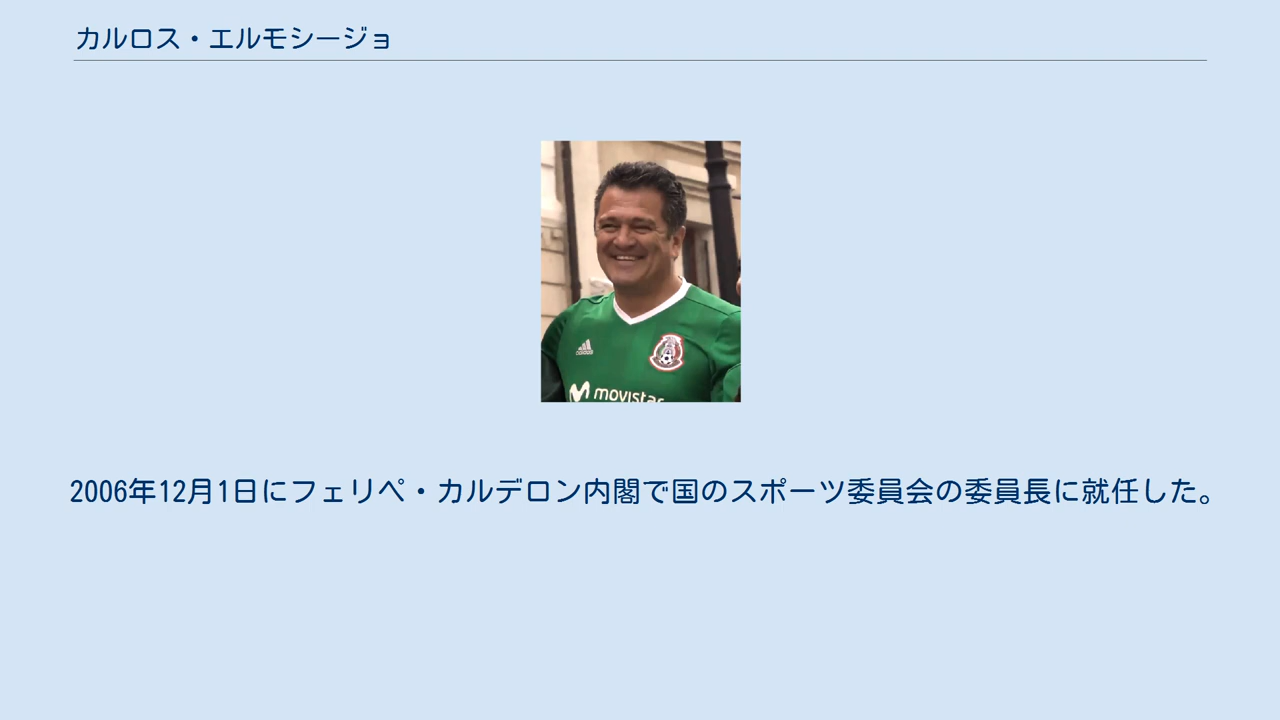 カルロス・エルモシージョ
adidas
movistar
2006年12月1日にフェリペ・カルデロン内閣で国のスポーツ委員会の委員長に就任した。